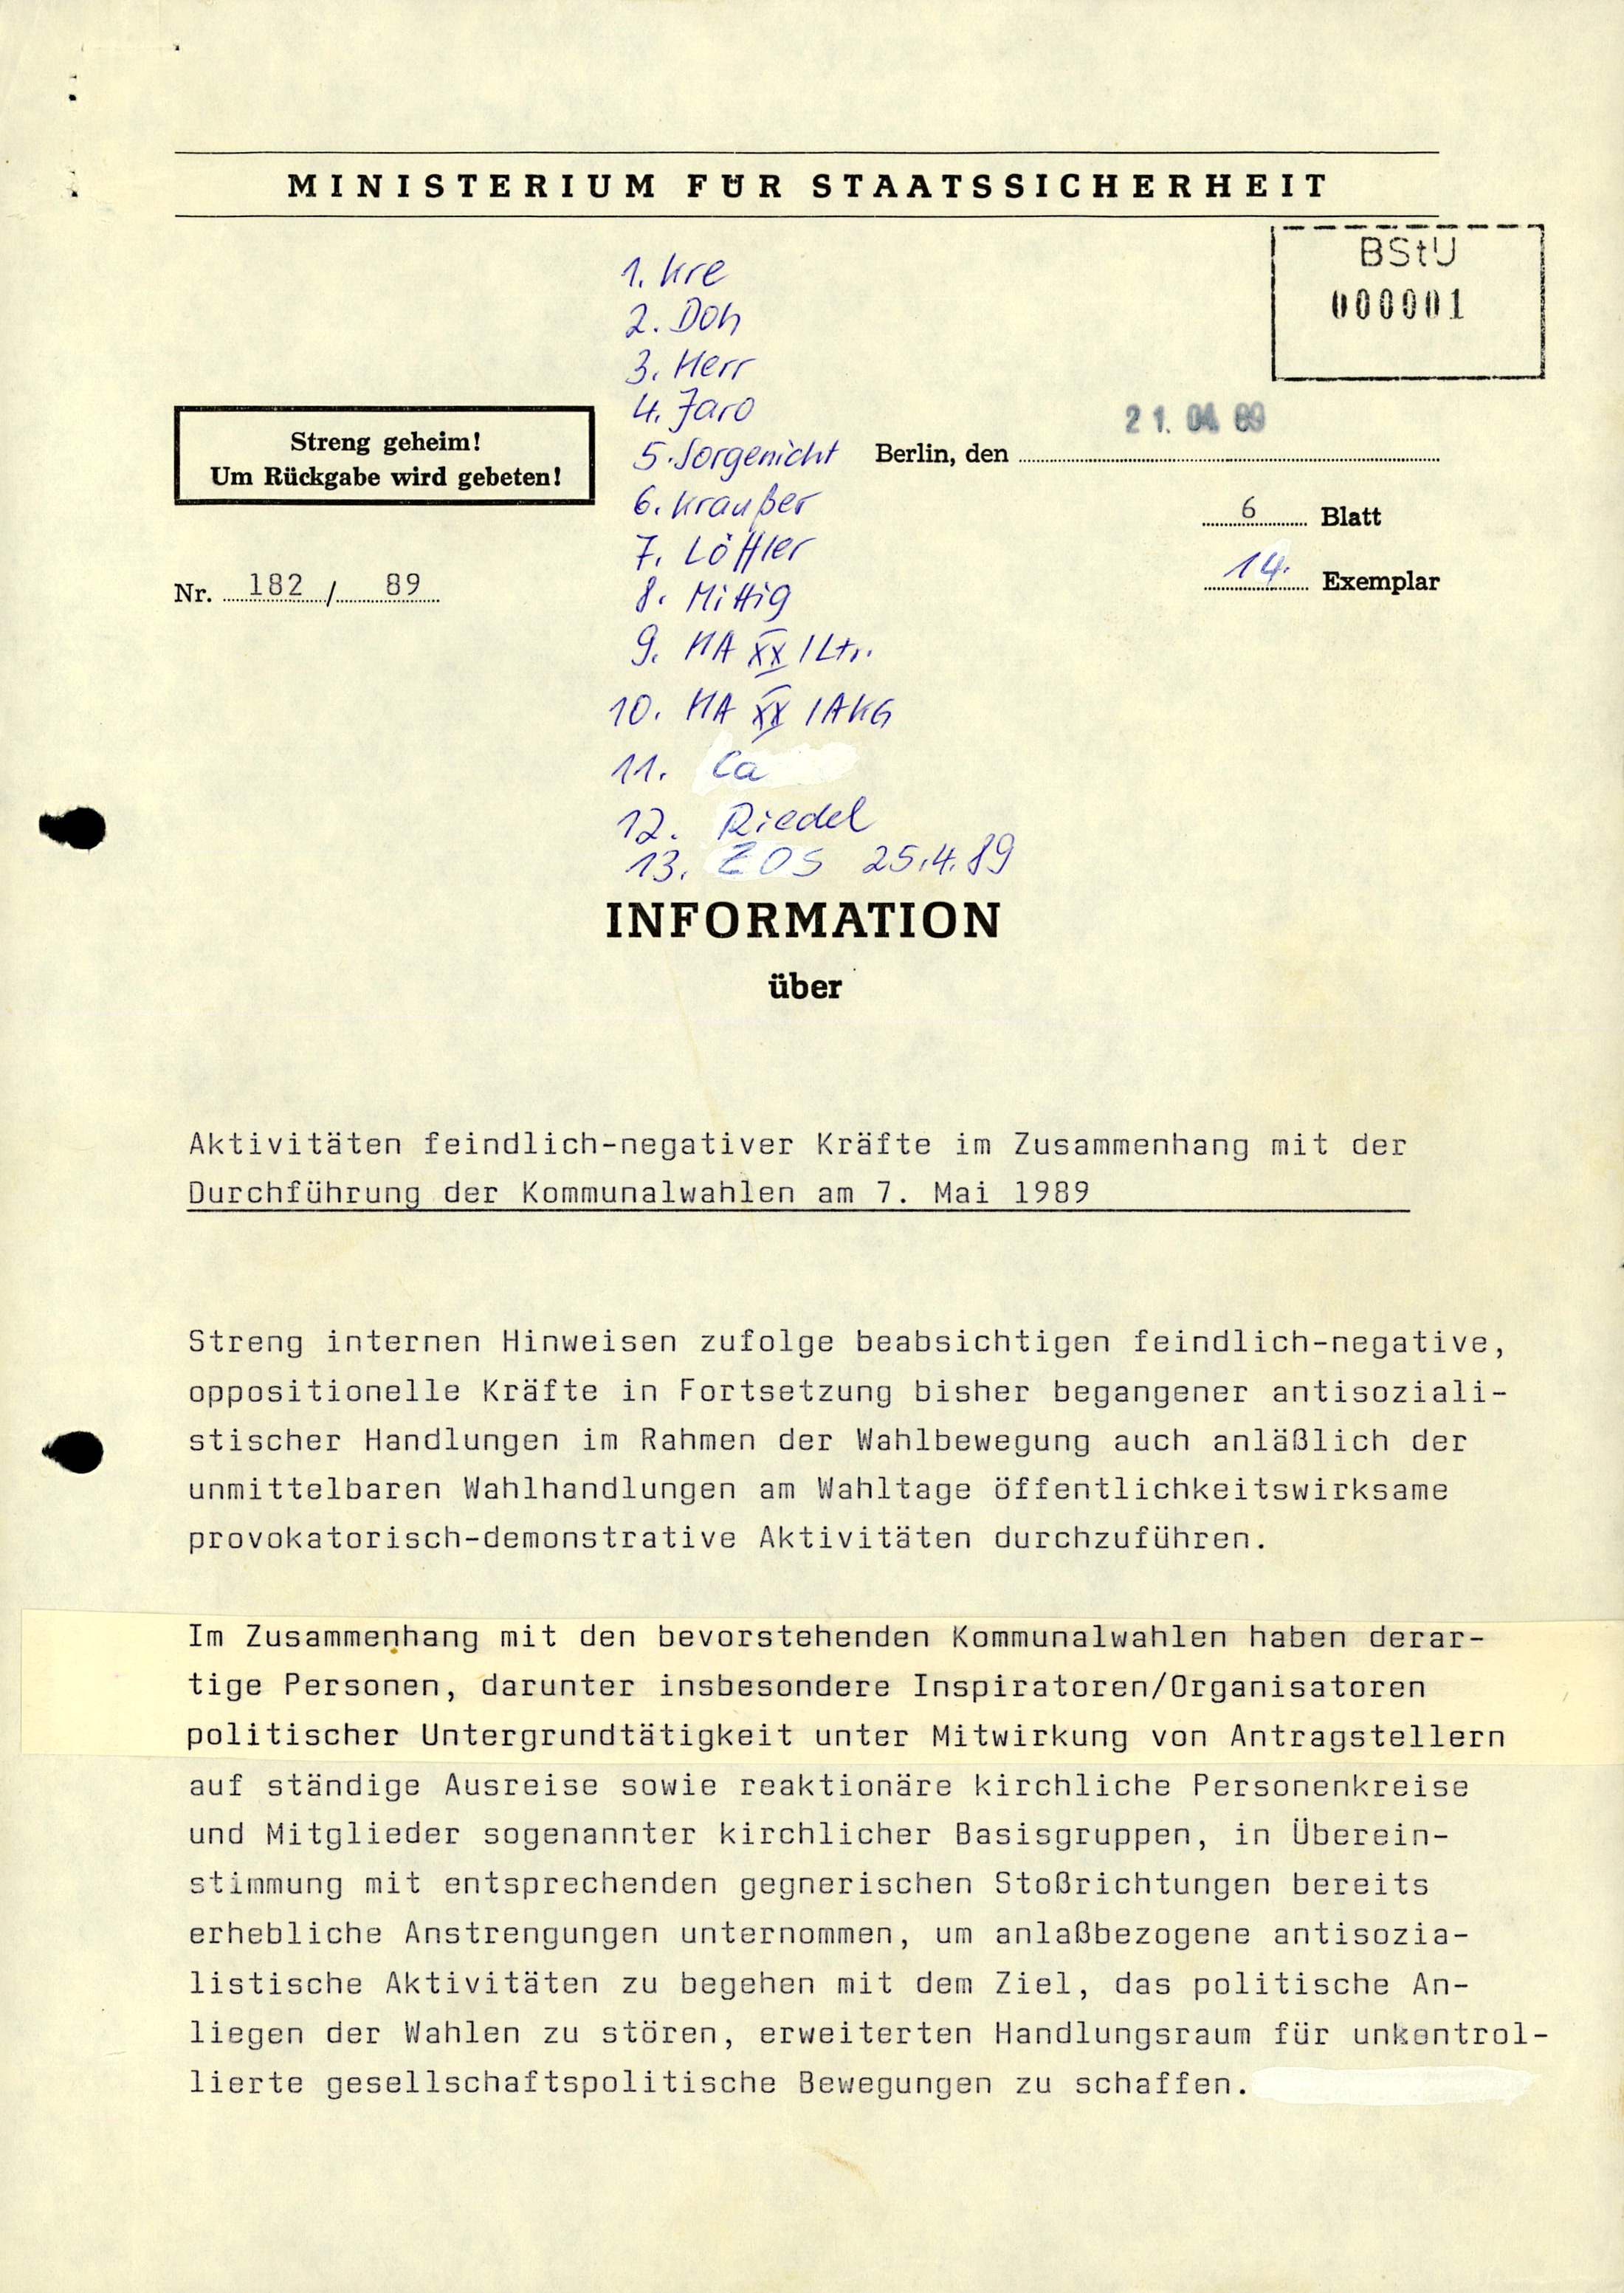 MINISTERIUM FÜR STAATSSICHERHEIT
BStU
000001
1. Kre
2. Doh
3. Herr
4. Jaro
21. 04. 89
Streng geheim!
Um Rückgabe wird gebeten!
5. Sorgenicht
Berlin, den
6. Kraußer
6 Blatt
7. Löffler
14. Exemplar
Nr. 182 / 89
8. Mittig
9. HA XX / Ltr.
10. HA XX / AKG
11. Ca
12. Riedel
13. ZOS 25.4.89
INFORMATION
über
Aktivitäten feindlich-negativer Kräfte im Zusammenhang mit der
Durchführung der Kommunalwahlen am 7. Mai 1989
Streng internen Hinweisen zufolge beabsichtigen feindlich-negative,
oppositionelle Kräfte in Fortsetzung bisher begangener antisoziali-
stischer Handlungen im Rahmen der Wahlbewegung auch anläßlich der
unmittelbaren Wahlhandlungen am Wahltage öffentlichkeitswirksame
provokatorisch-demonstrative Aktivitäten durchzuführen.
Im Zusammenhang mit den bevorstehenden Kommunalwahlen haben derar-
tige Personen, darunter insbesondere Inspiratoren/Organisatoren
politischer Untergrundtätigkeit unter Mitwirkung von Antragstellern
auf ständige Ausreise sowie reaktionäre kirchliche Personenkreise
und Mitglieder sogenannter kirchlicher Basisgruppen, in Überein-
stimmung mit entsprechenden gegnerischen Stoßrichtungen bereits
erhebliche Anstrengungen unternommen, um anlaßbezogene antisozia-
listische Aktivitäten zu begehen mit dem Ziel, das politische An-
liegen der Wahlen zu stören, erweiterten Handlungsraum für unkontrol-
lierte gesellschaftspolitische Bewegungen zu schaffen.